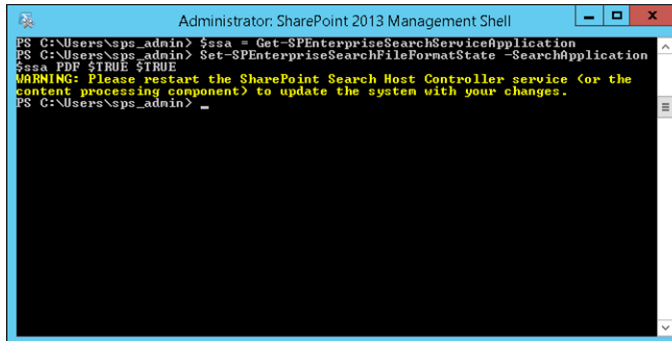 Administrator: SharePoint 2013 Management Shell
PS C:\Users\sps_admin> $ssa = Get-SPEnterpriseSearchServiceApplication
PS C:\Users\sps_admin> Set-SPEnterpriseSearchFileFormatState -SearchApplication
$ssa PDF $TRUE $TRUE
WARNING: Please restart the SharePoint Search Host Controller service (or the
content processing component) to update the system with your changes.
PS C:\Users\sps_admin> _